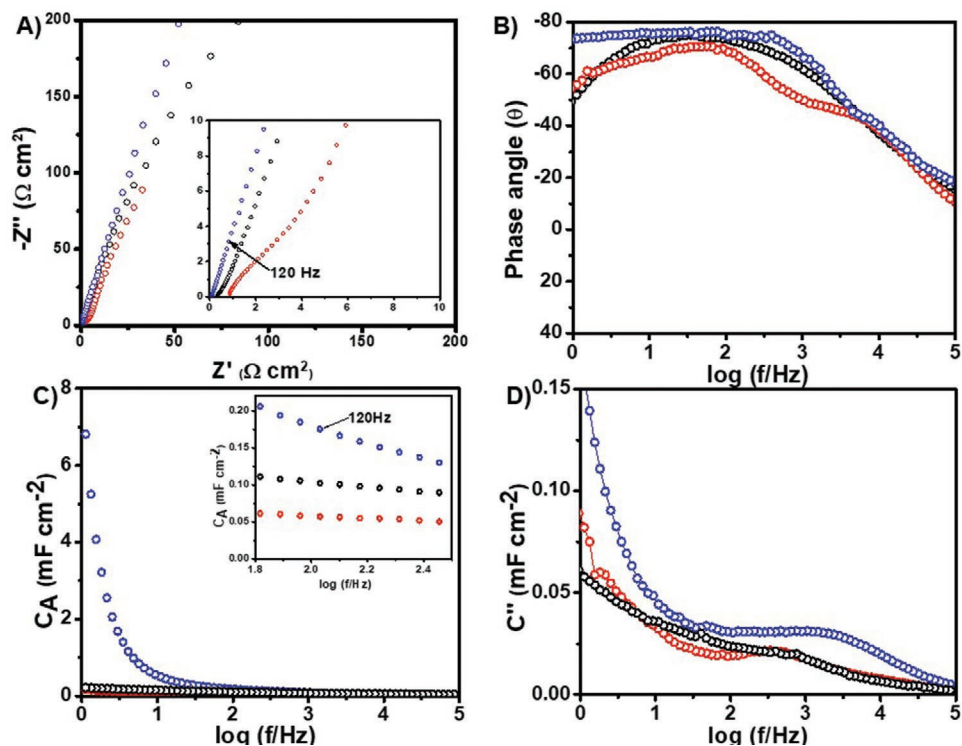 A)
200
150
100
50
0
-Z" (Ω cm²)
10
8
6
4
2
0
120 Hz
0 2 4 6 8 10
0 50 100 150 200
Z' (Ω cm²)
B)
-80
-60
-40
-20
0
20
40
Phase angle (θ)
0 1 2 3 4 5
log (f/Hz)
C)
8
6
4
2
0
CA (mF cm-2)
0.20
0.15
0.10
0.05
0.00
CA (mF cm-2)
120Hz
1.8 2.0 2.2 2.4
log (f/Hz)
0 1 2 3 4 5
log (f/Hz)
D)
0.15
0.10
0.05
0.00
C" (mF cm-2)
0 1 2 3 4 5
log (f/Hz)